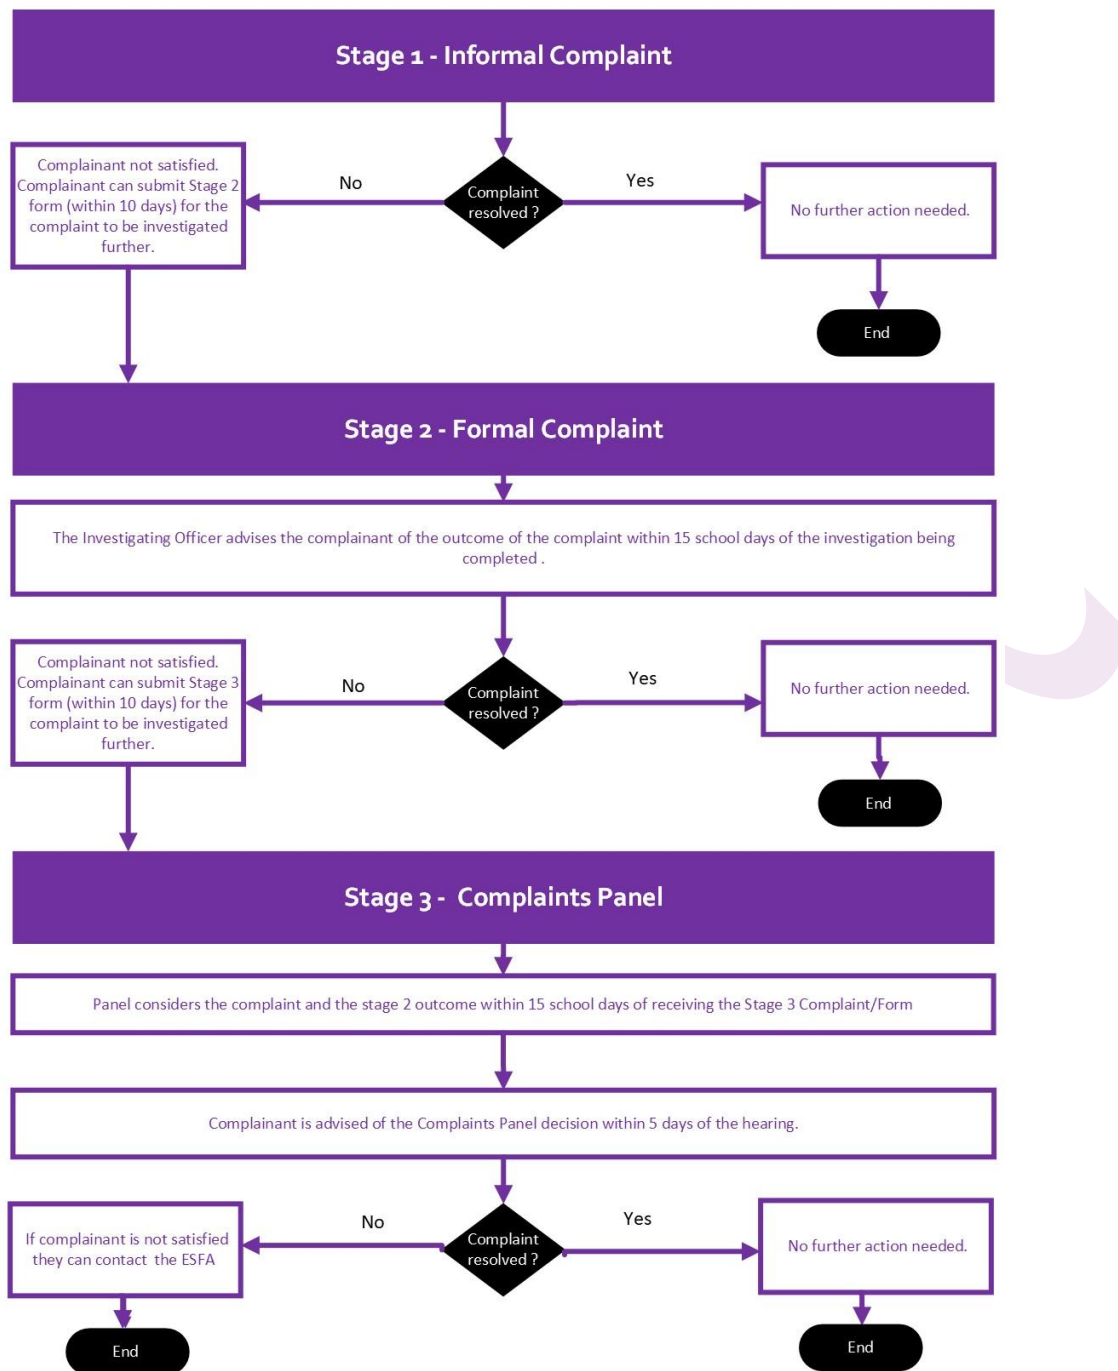 Stage 1 - Informal Complaint
Complainant not satisfied.
Complainant can submit Stage 2
form (within 10 days) for the
complaint to be investigated
further.
No
Complaint
resolved ?
Yes
No further action needed.
End
Stage 2 - Formal Complaint
The Investigating Officer advises the complainant of the outcome of the complaint within 15 school days of the investigation being
completed .
Complainant not satisfied.
Complainant can submit Stage 3
form (within 10 days) for the
complaint to be investigated
further.
No
Complaint
resolved ?
Yes
No further action needed.
End
Stage 3 - Complaints Panel
Panel considers the complaint and the stage 2 outcome within 15 school days of receiving the Stage 3 Complaint/Form
Complainant is advised of the Complaints Panel decision within 5 days of the hearing.
If complainant is not satisfied
they can contact the ESFA
No
Complaint
resolved ?
Yes
No further action needed.
End
End